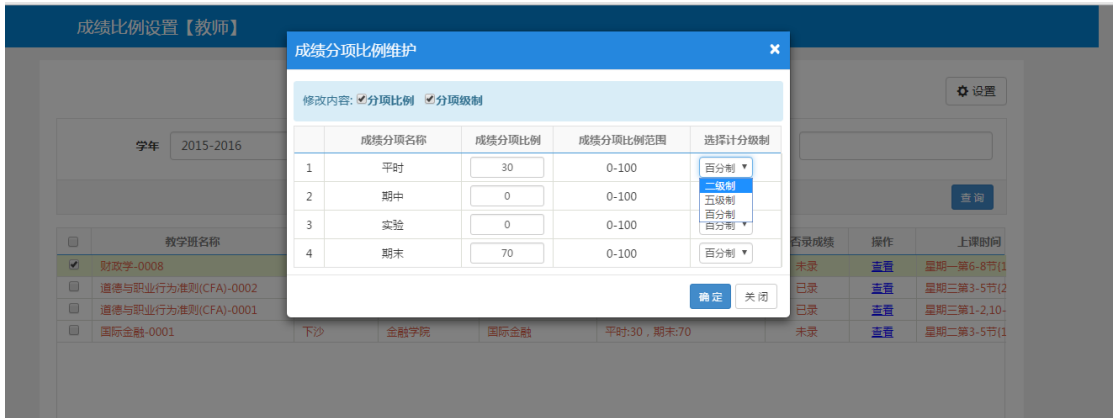 成绩比例设置【教师】
成绩分项比例维护 ×
修改内容: 分项比例 分项级制
设置
成绩分项名称 成绩分项比例 成绩分项比例范围 选择计分级制
学年 2015-2016
1 平时 30 0-100 百分制
二级制
五级制
百分制
2 期中 0 0-100
3 实验 0 0-100 百分制
4 期末 70 0-100 百分制
查询
确定 关闭
教学班名称 否录成绩 操作 上课时间
财政学-0008 未录 查看 星期一第6-8节(1
道德与职业行为准则(CFA)-0002 已录 查看 星期三第3-5节(2
道德与职业行为准则(CFA)-0001 已录 查看 星期三第1-2,10-
国际金融-0001 下沙 金融学院 国际金融 平时:30 , 期末:70 未录 查看 星期二第3-5节(1